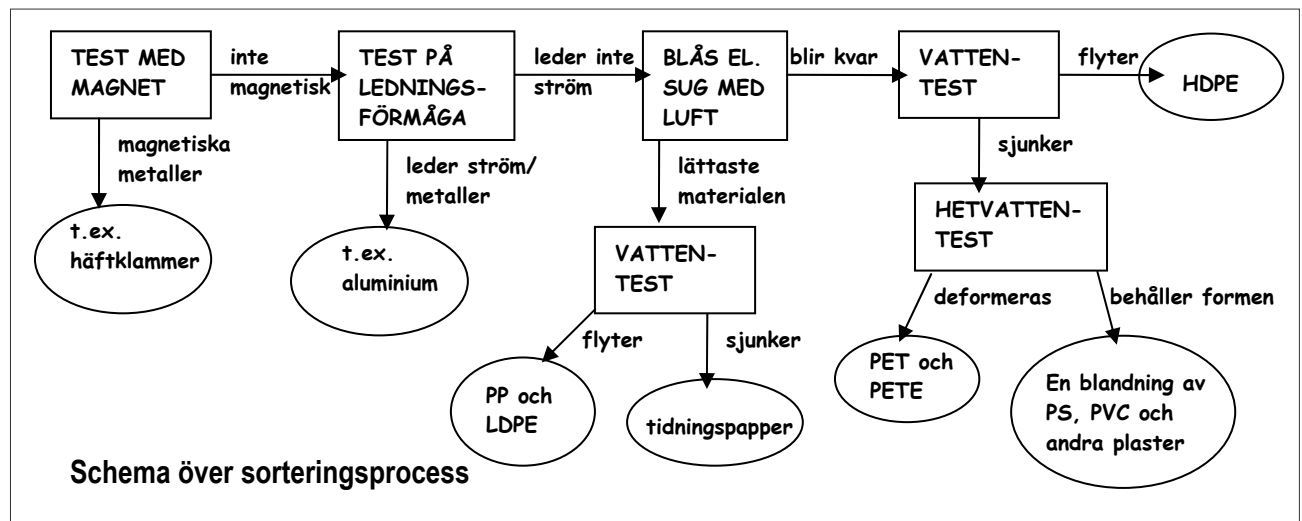 TEST MED
MAGNET
inte
magnetisk
TEST PÅ
LEDNINGS-
FÖRMÅGA
leder inte
ström
BLÅS EL.
SUG MED
LUFT
blir kvar
VATTEN-
TEST
flyter
HDPE
magnetiska
metaller
leder ström/
metaller
lättaste
materialen
sjunker
t.ex.
häftklammer
t.ex.
aluminium
VATTEN-
TEST
HETVATTEN-
TEST
flyter
sjunker
deformeras
behåller formen
PP och
LDPE
tidningspapper
PET och
PETE
En blandning av
PS, PVC och
andra plaster
Schema över sorteringsprocess